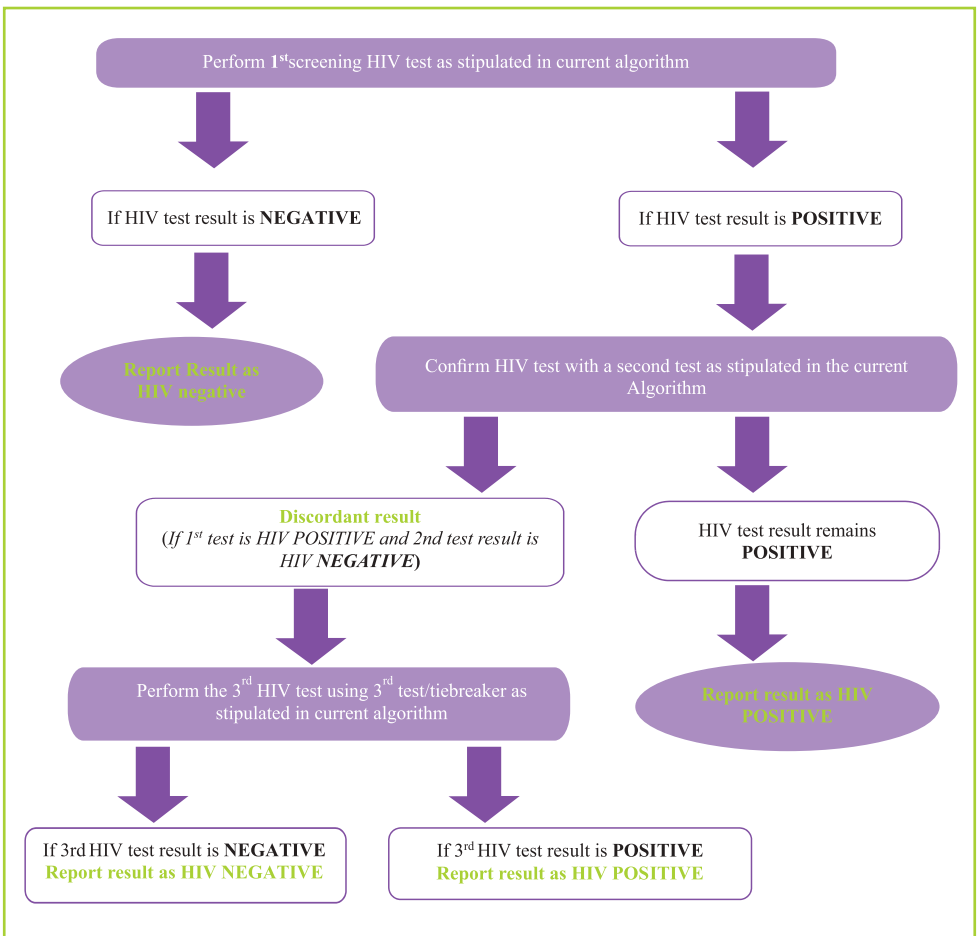 Perform 1st screening HIV test as stipulated in current algorithm
If HIV test result is NEGATIVE
If HIV test result is POSITIVE
Report Result as
HIV negative
Confirm HIV test with a second test as stipulated in the current
Algorithm
Discordant result
(If 1st test is HIV POSITIVE and 2nd test result is
HIV NEGATIVE)
HIV test result remains
POSITIVE
Perform the 3rd HIV test using 3rd test/tiebreaker as
stipulated in current algorithm
Report result as HIV
POSITIVE
If 3rd HIV test result is NEGATIVE
Report result as HIV NEGATIVE
If 3rd HIV test result is POSITIVE
Report result as HIV POSITIVE